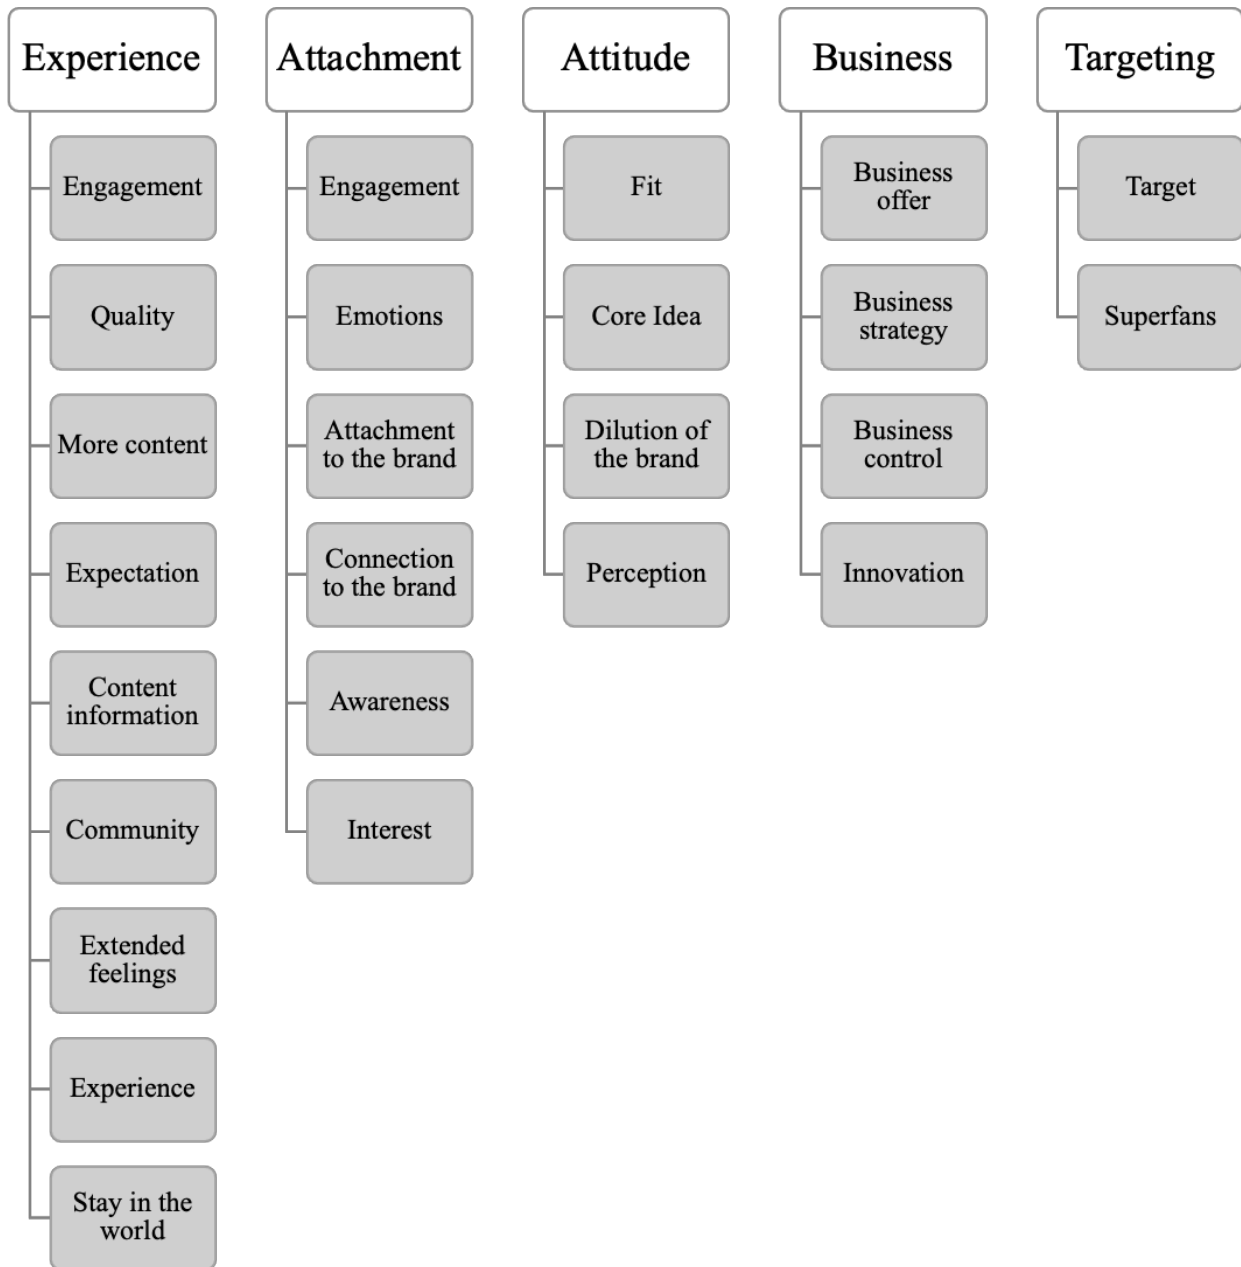 Experience
Engagement
Quality
More content
Expectation
Content
information
Community
Extended
feelings
Experience
Stay in the
world
Attachment
Engagement
Emotions
Attachment
to the brand
Connection
to the brand
Awareness
Interest
Attitude
Fit
Core Idea
Dilution of
the brand
Perception
Business
Business
offer
Business
strategy
Business
control
Innovation
Targeting
Target
Superfans